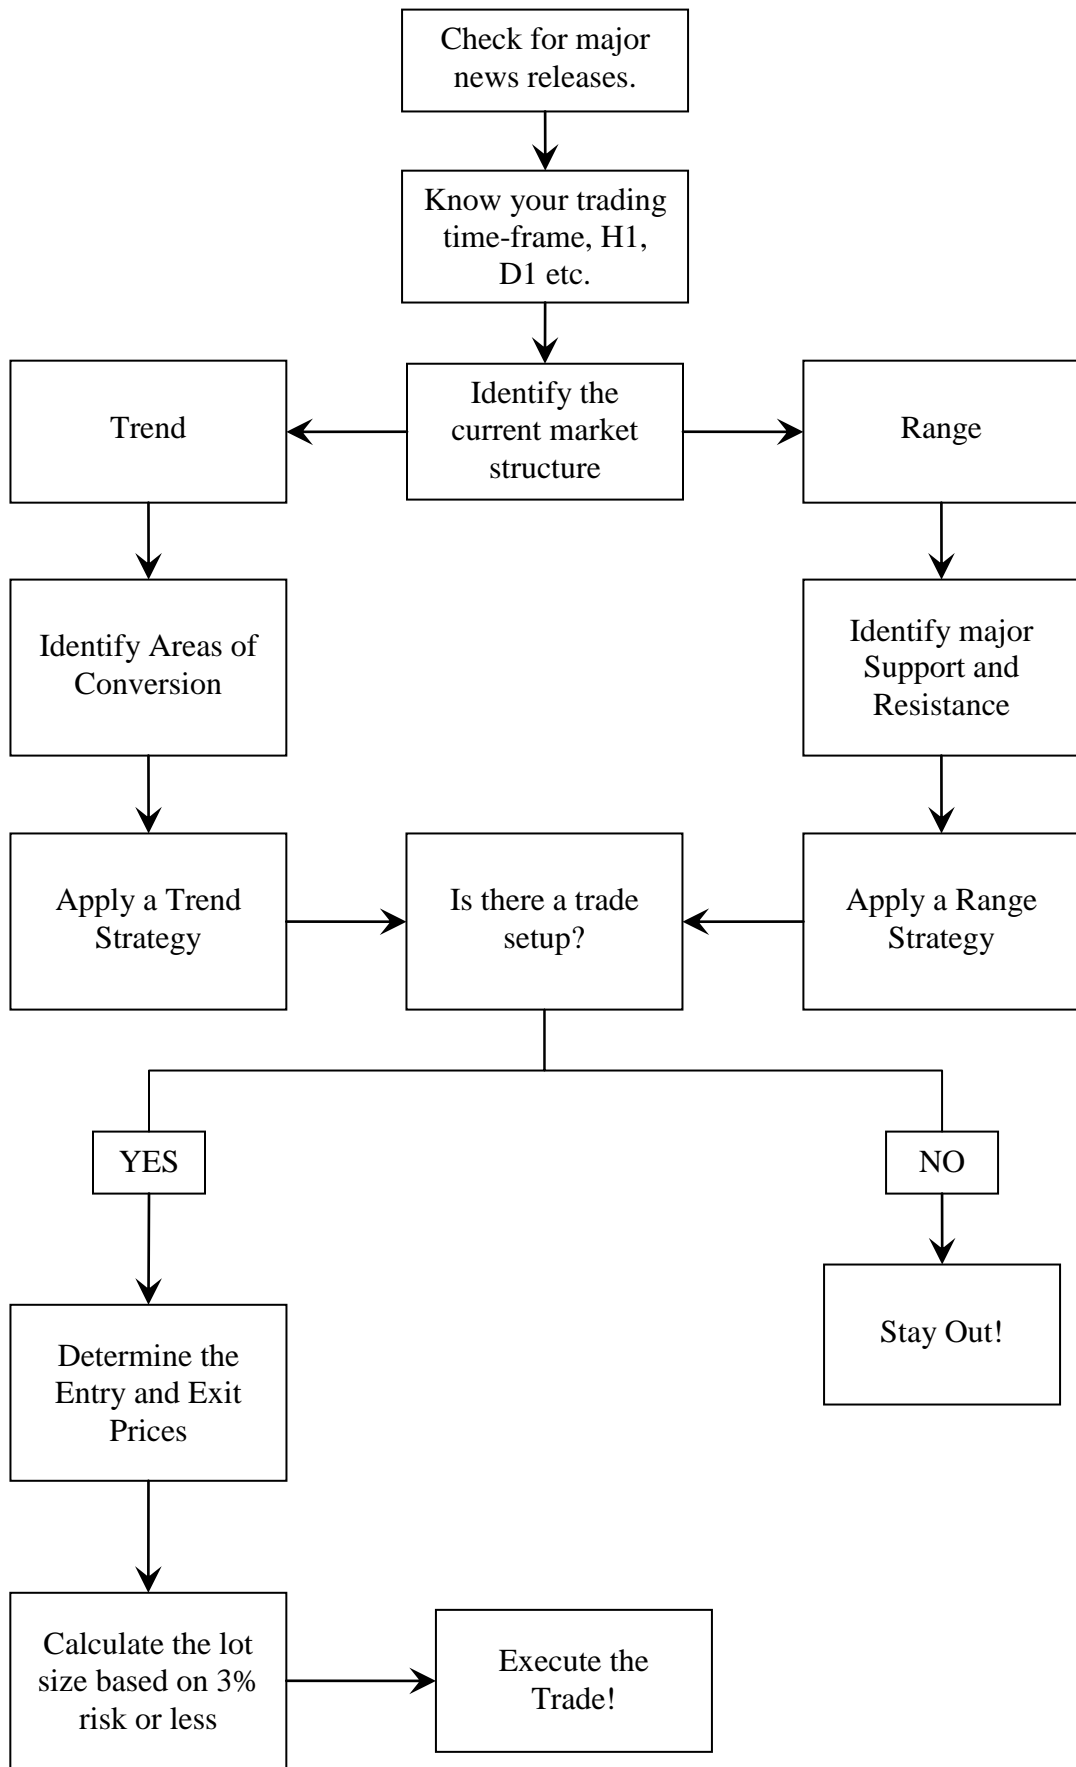 Check for major
news releases.
Know your trading
time-frame, H1,
D1 etc.
Trend
Identify the
current market
structure
Range
Identify Areas of
Conversion
Identify major
Support and
Resistance
Apply a Trend
Strategy
Is there a trade
setup?
Apply a Range
Strategy
YES
NO
Determine the
Entry and Exit
Prices
Stay Out!
Calculate the lot
size based on 3%
risk or less
Execute the
Trade!